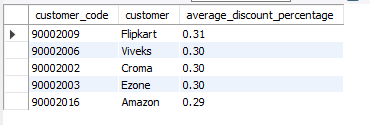 customer_code customer average_discount_percentage
90002009 Flipkart 0.31
90002006 Viveks 0.30
90002002 Croma 0.30
90002003 Ezone 0.30
90002016 Amazon 0.29